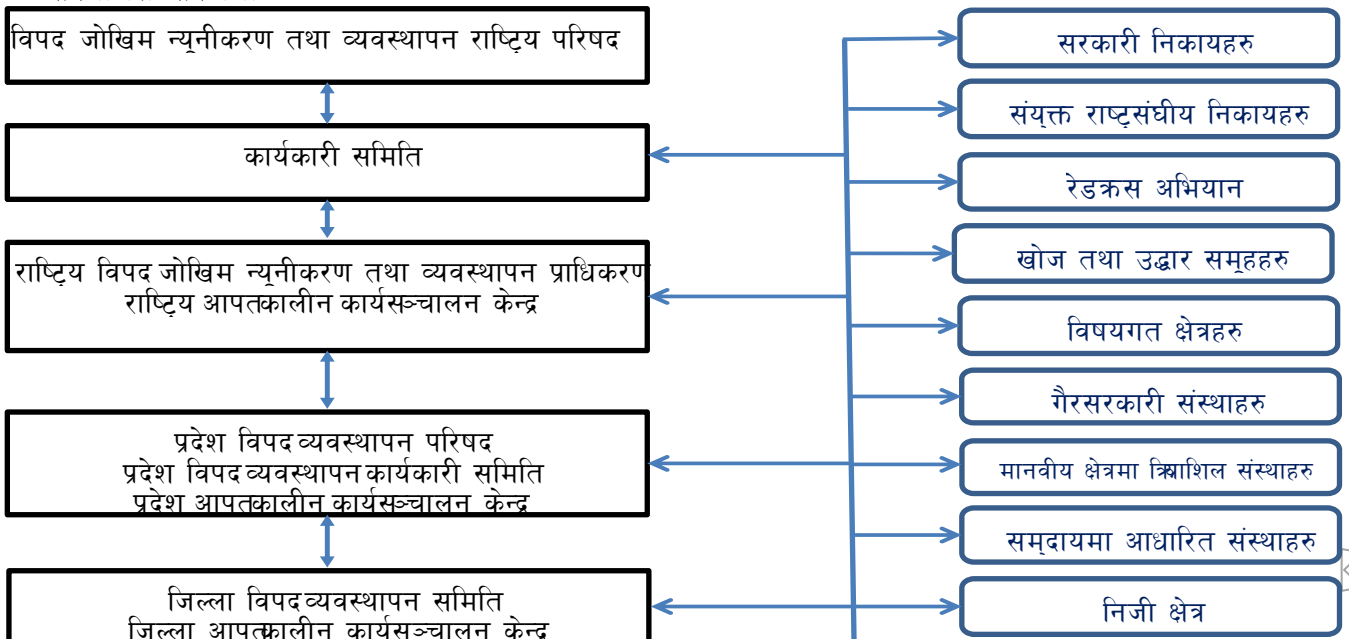 विपद जोखिम न्यूनीकरण तथा व्यवस्थापन राष्ट्रिय परिषद
कार्यकारी समिति
राष्ट्रिय विपद जोखिम न्यूनीकरण तथा व्यवस्थापन प्राधिकरण
राष्ट्रिय आपतकालीन कार्यसञ्चालन केन्द्र
प्रदेश विपद व्यवस्थापन परिषद
प्रदेश विपद व्यवस्थापन कार्यकारी समिति
प्रदेश आपतकालीन कार्यसञ्चालन केन्द्र
जिल्ला विपद व्यवस्थापन समिति
जिल्ला आपतकालीन कार्यसञ्चालन केन्द्र
सरकारी निकायहरु
संयुक्त राष्ट्रसंघीय निकायहरु
रेडक्रस अभियान
खोज तथा उद्धार समूहहरु
विषयगत क्षेत्रहरु
गैरसरकारी संस्थाहरु
मानवीय क्षेत्रमा क्रियाशिल संस्थाहरु
समुदायमा आधारित संस्थाहरु
निजी क्षेत्र